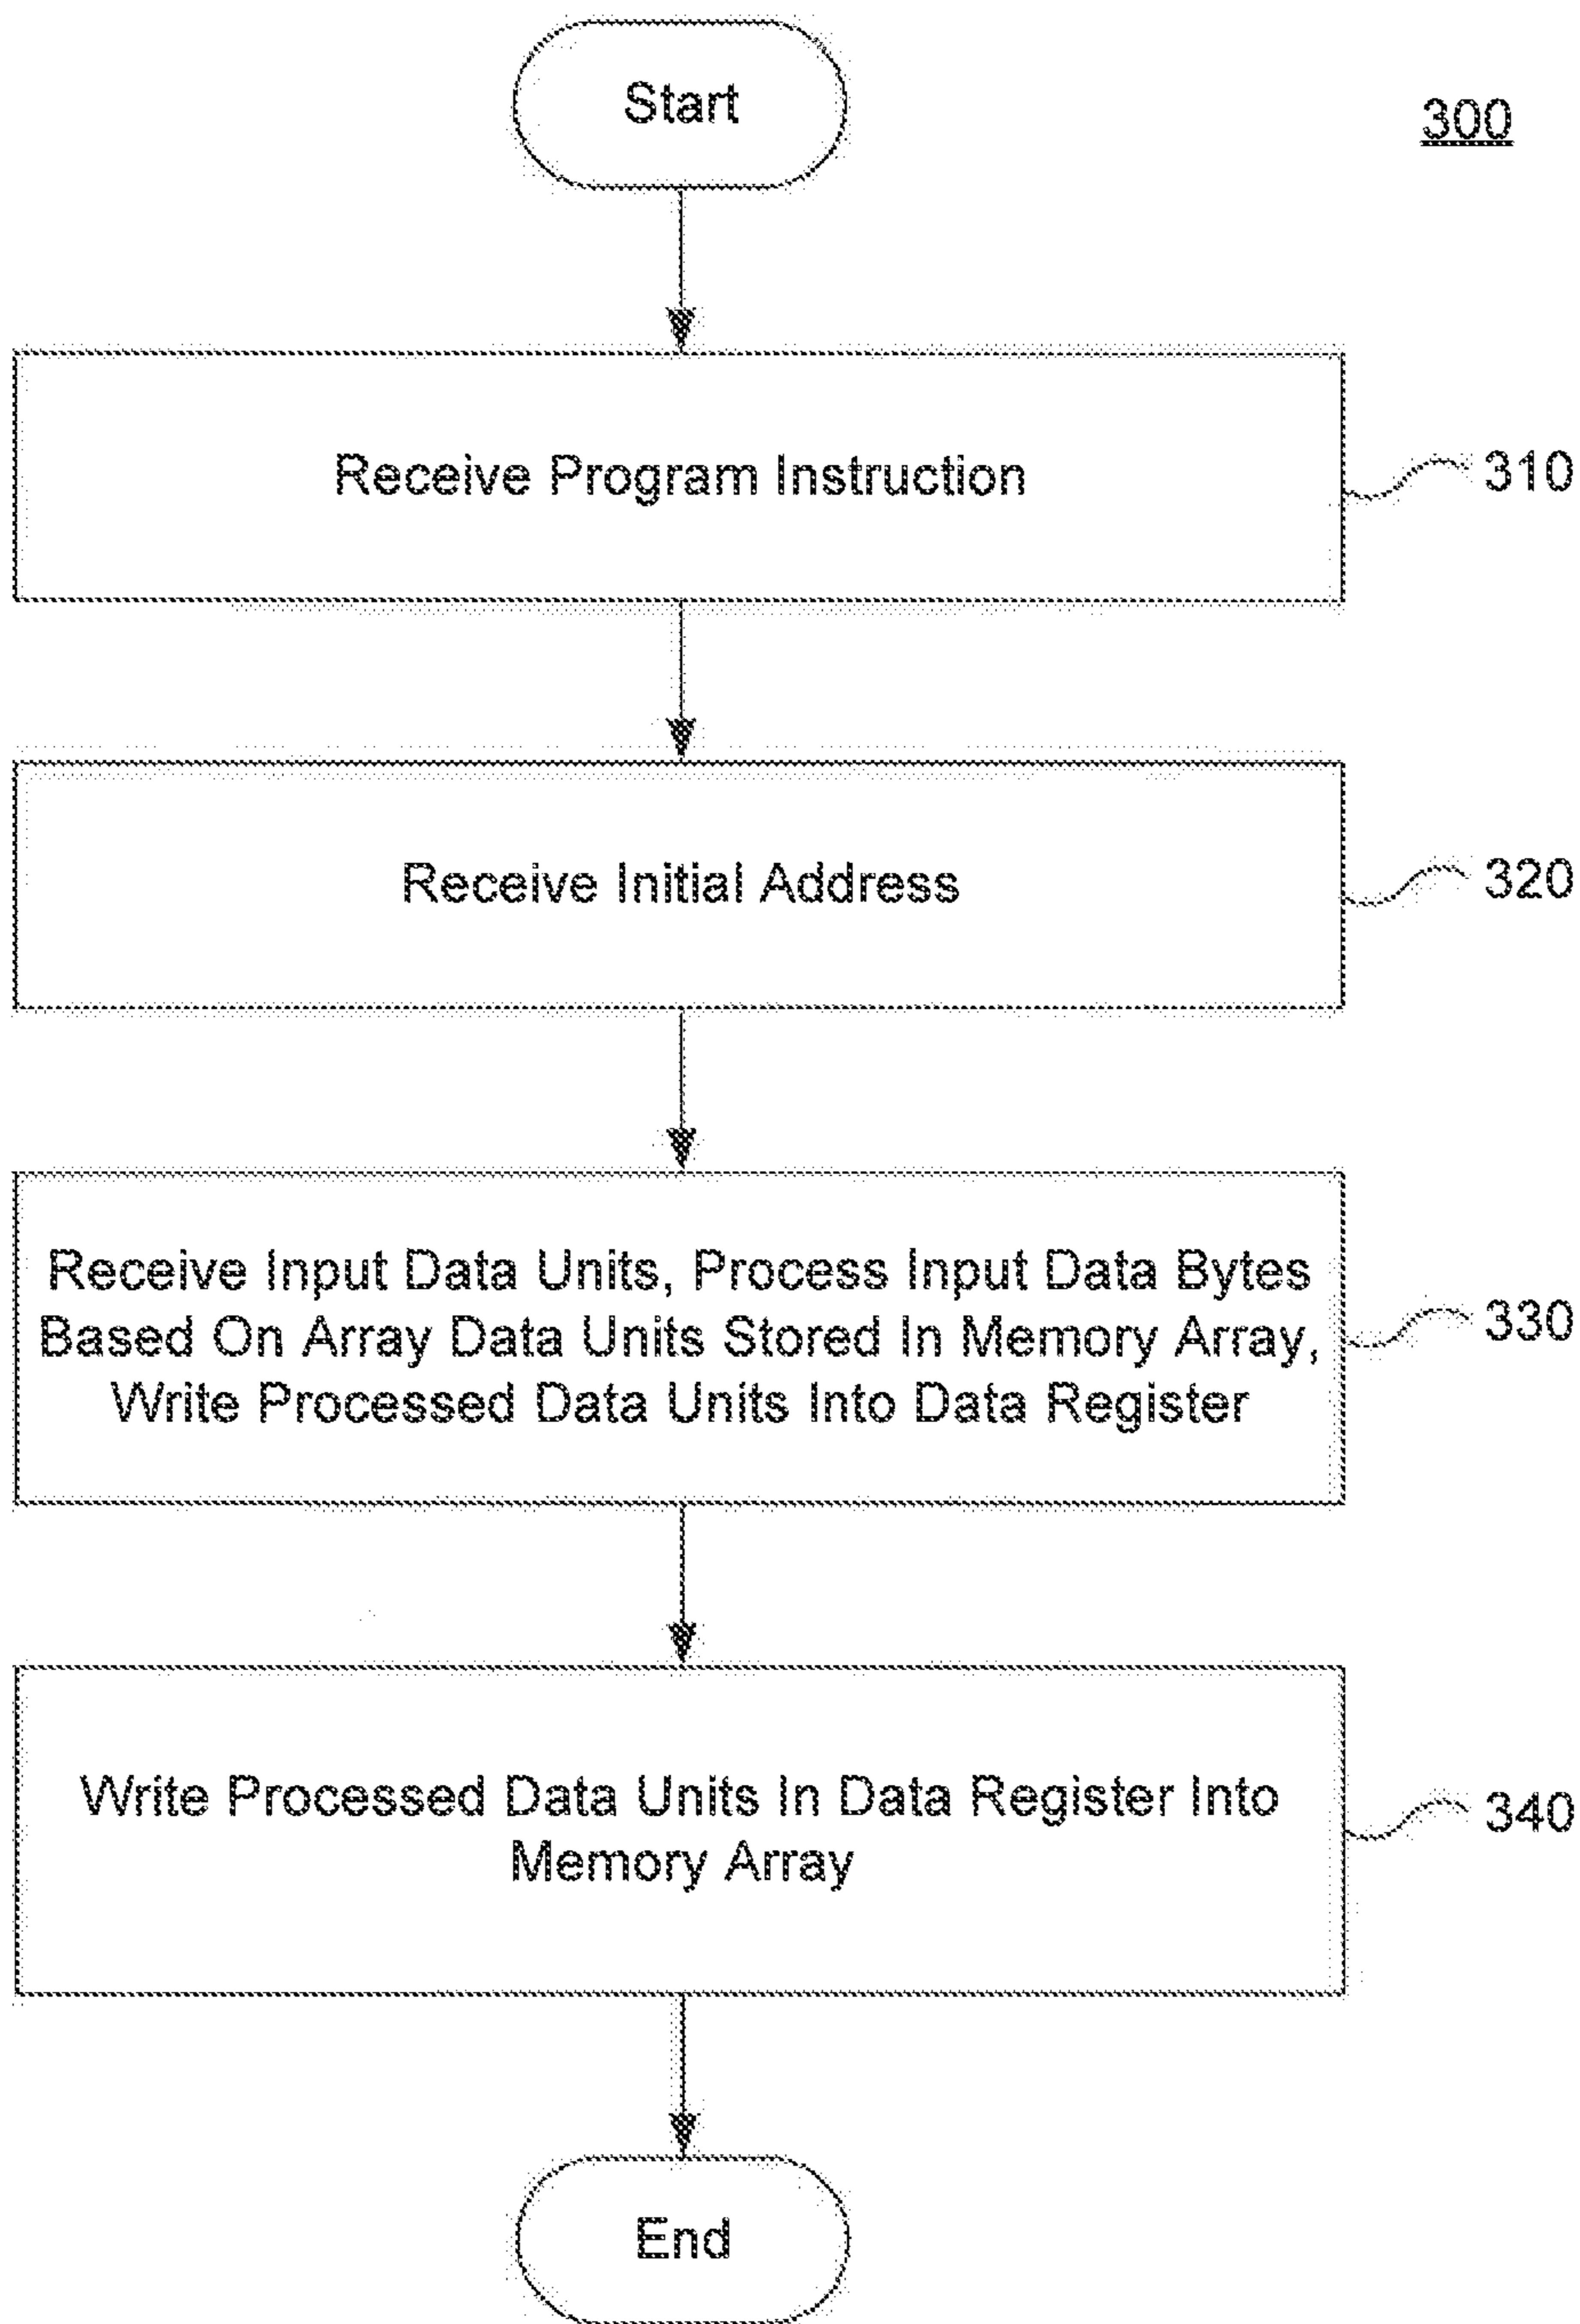 Start
300
Receive Program Instruction
310
Receive Initial Address
320
Receive Input Data Units, Process Input Data Bytes
Based On Array Data Units Stored In Memory Array,
Write Processed Data Units Into Data Register
330
Write Processed Data Units In Data Register Into
Memory Array
340
End